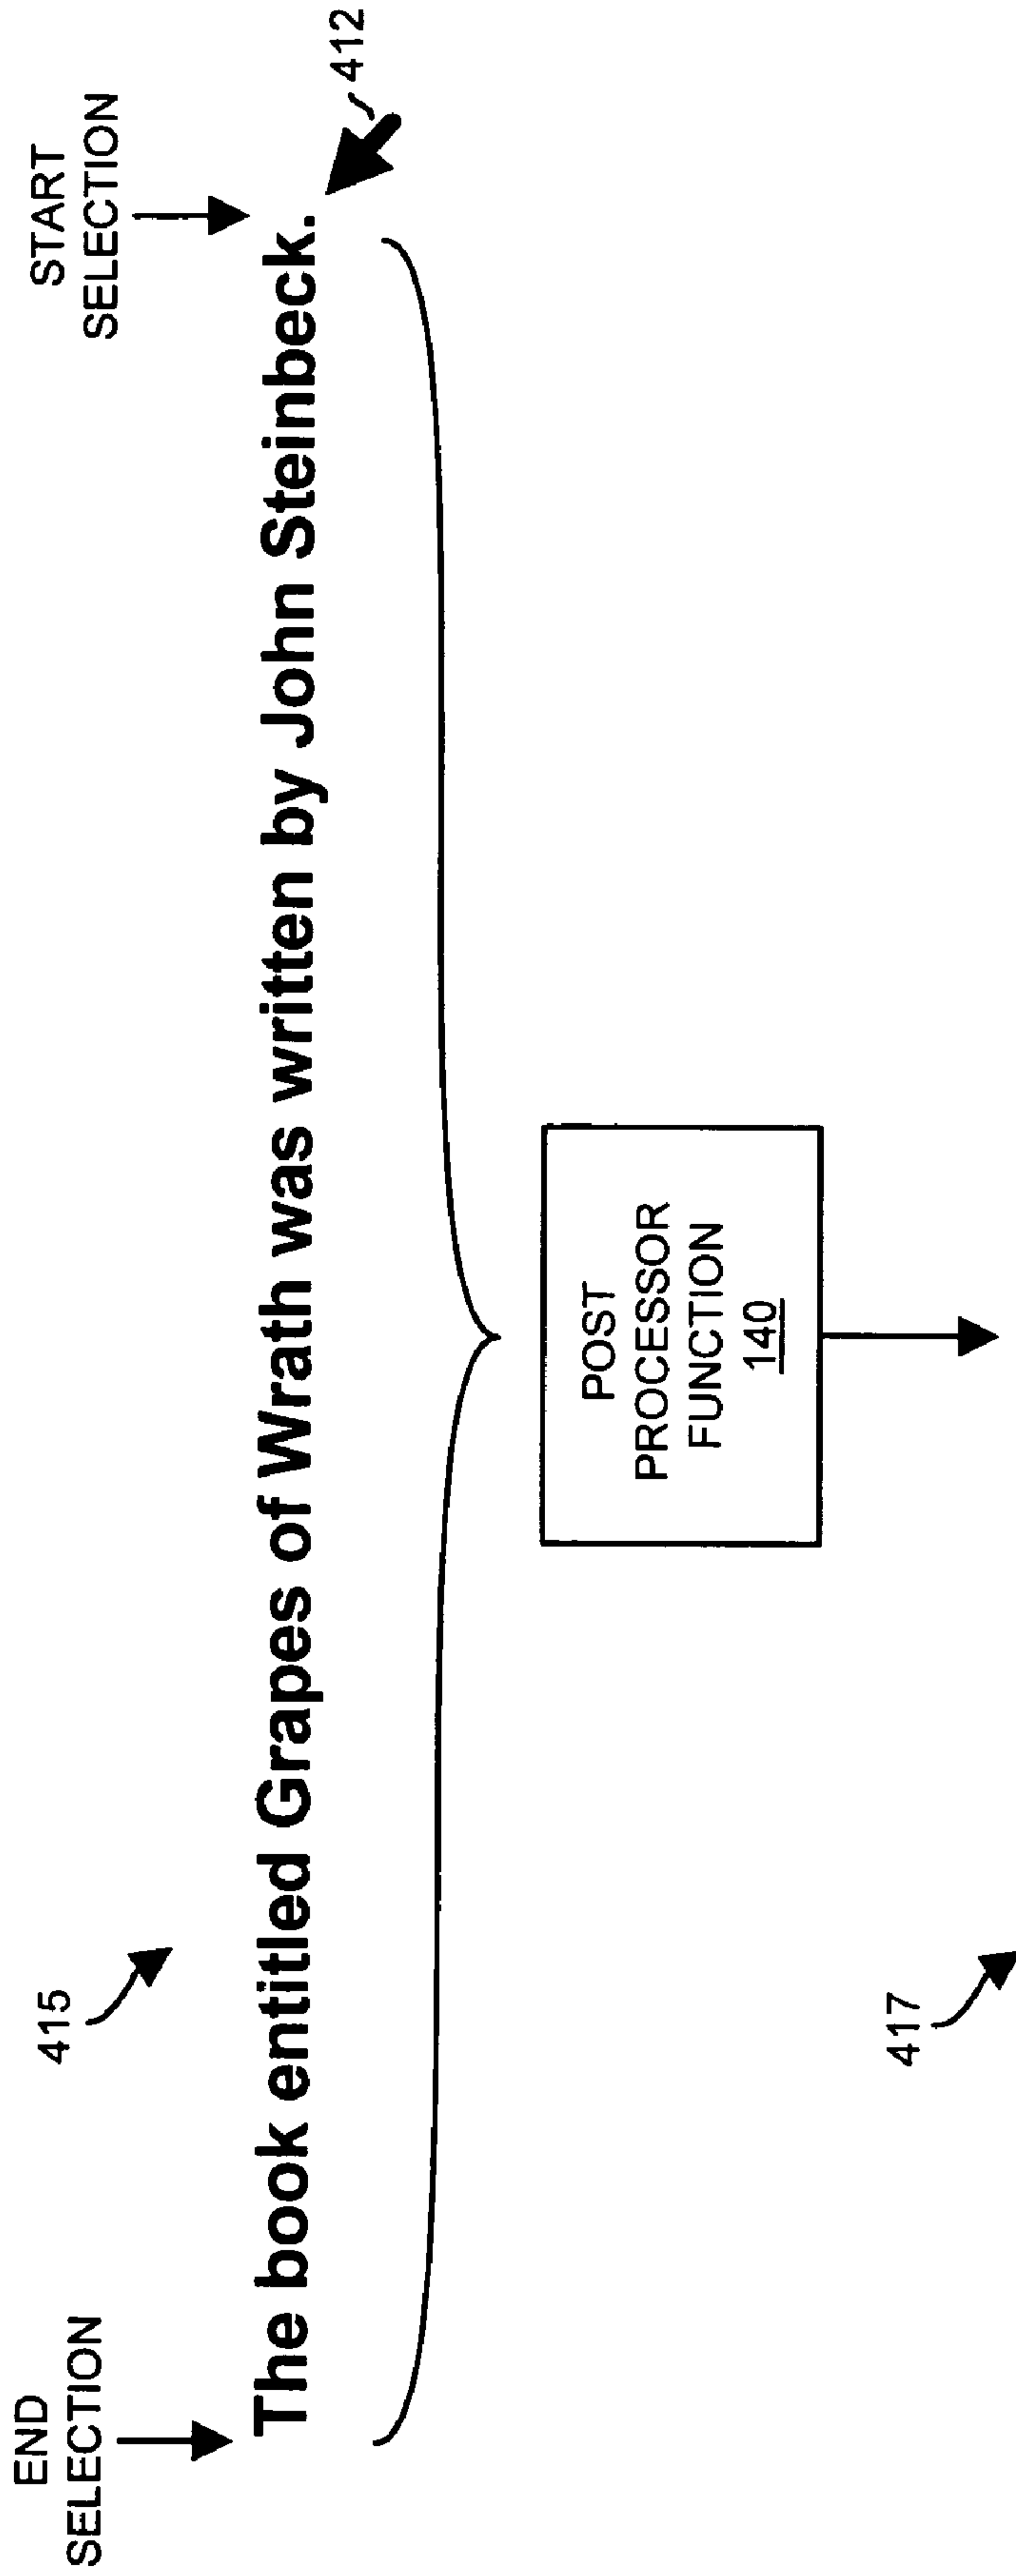 END
SELECTION
415
START
SELECTION
The book entitled Grapes of Wrath was written by John Steinbeck.
412
POST
PROCESSOR
FUNCTION
140
417